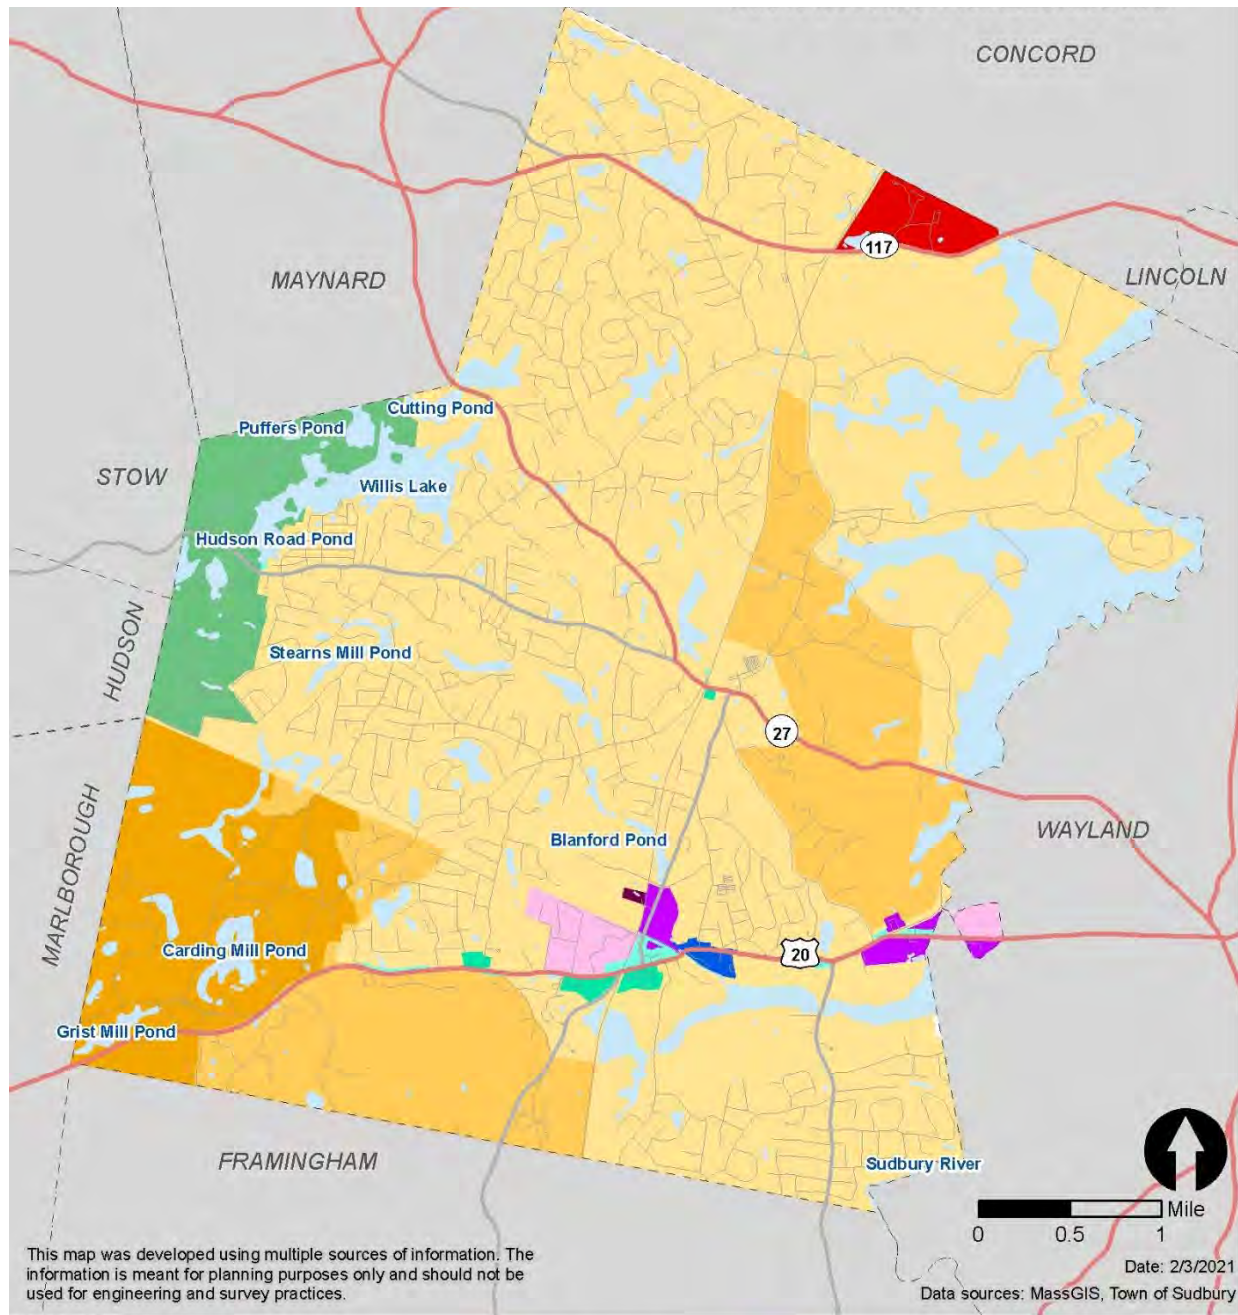 CONCORD
117
LINCOLN
MAYNARD
Cutting Pond
Puffers Pond
STOW
Willis Lake
Hudson Road Pond
HUDSON
Stearns Mill Pond
27
MARLBOROUGH
WAYLAND
Blanford Pond
Carding Mill Pond
20
Grist Mill Pond
FRAMINGHAM
Sudbury River
Mile
0 0.5 1
This map was developed using multiple sources of information. The
information is meant for planning purposes only and should not be
used for engineering and survey practices.
Date: 2/3/2021
Data sources: MassGIS, Town of Sudbury